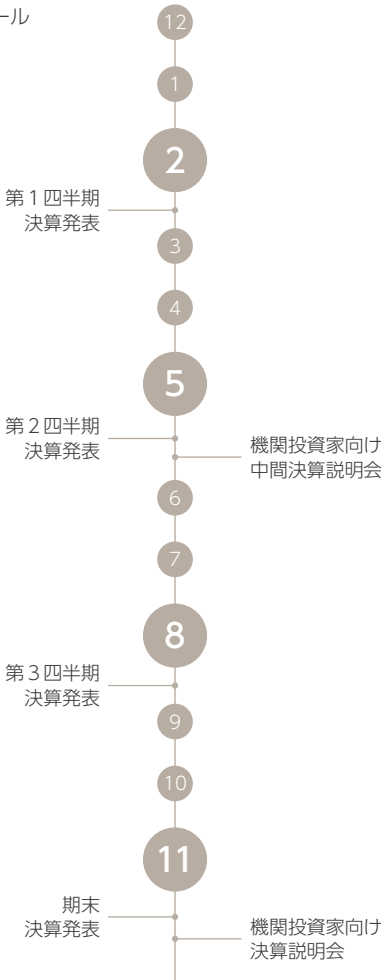 ール
12
1
2
第1四半期
決算発表
3
4
5
第2四半期
決算発表
機関投資家向け
中間決算説明会
6
7
8
第3四半期
決算発表
9
10
11
期末
決算発表
機関投資家向け
決算説明会